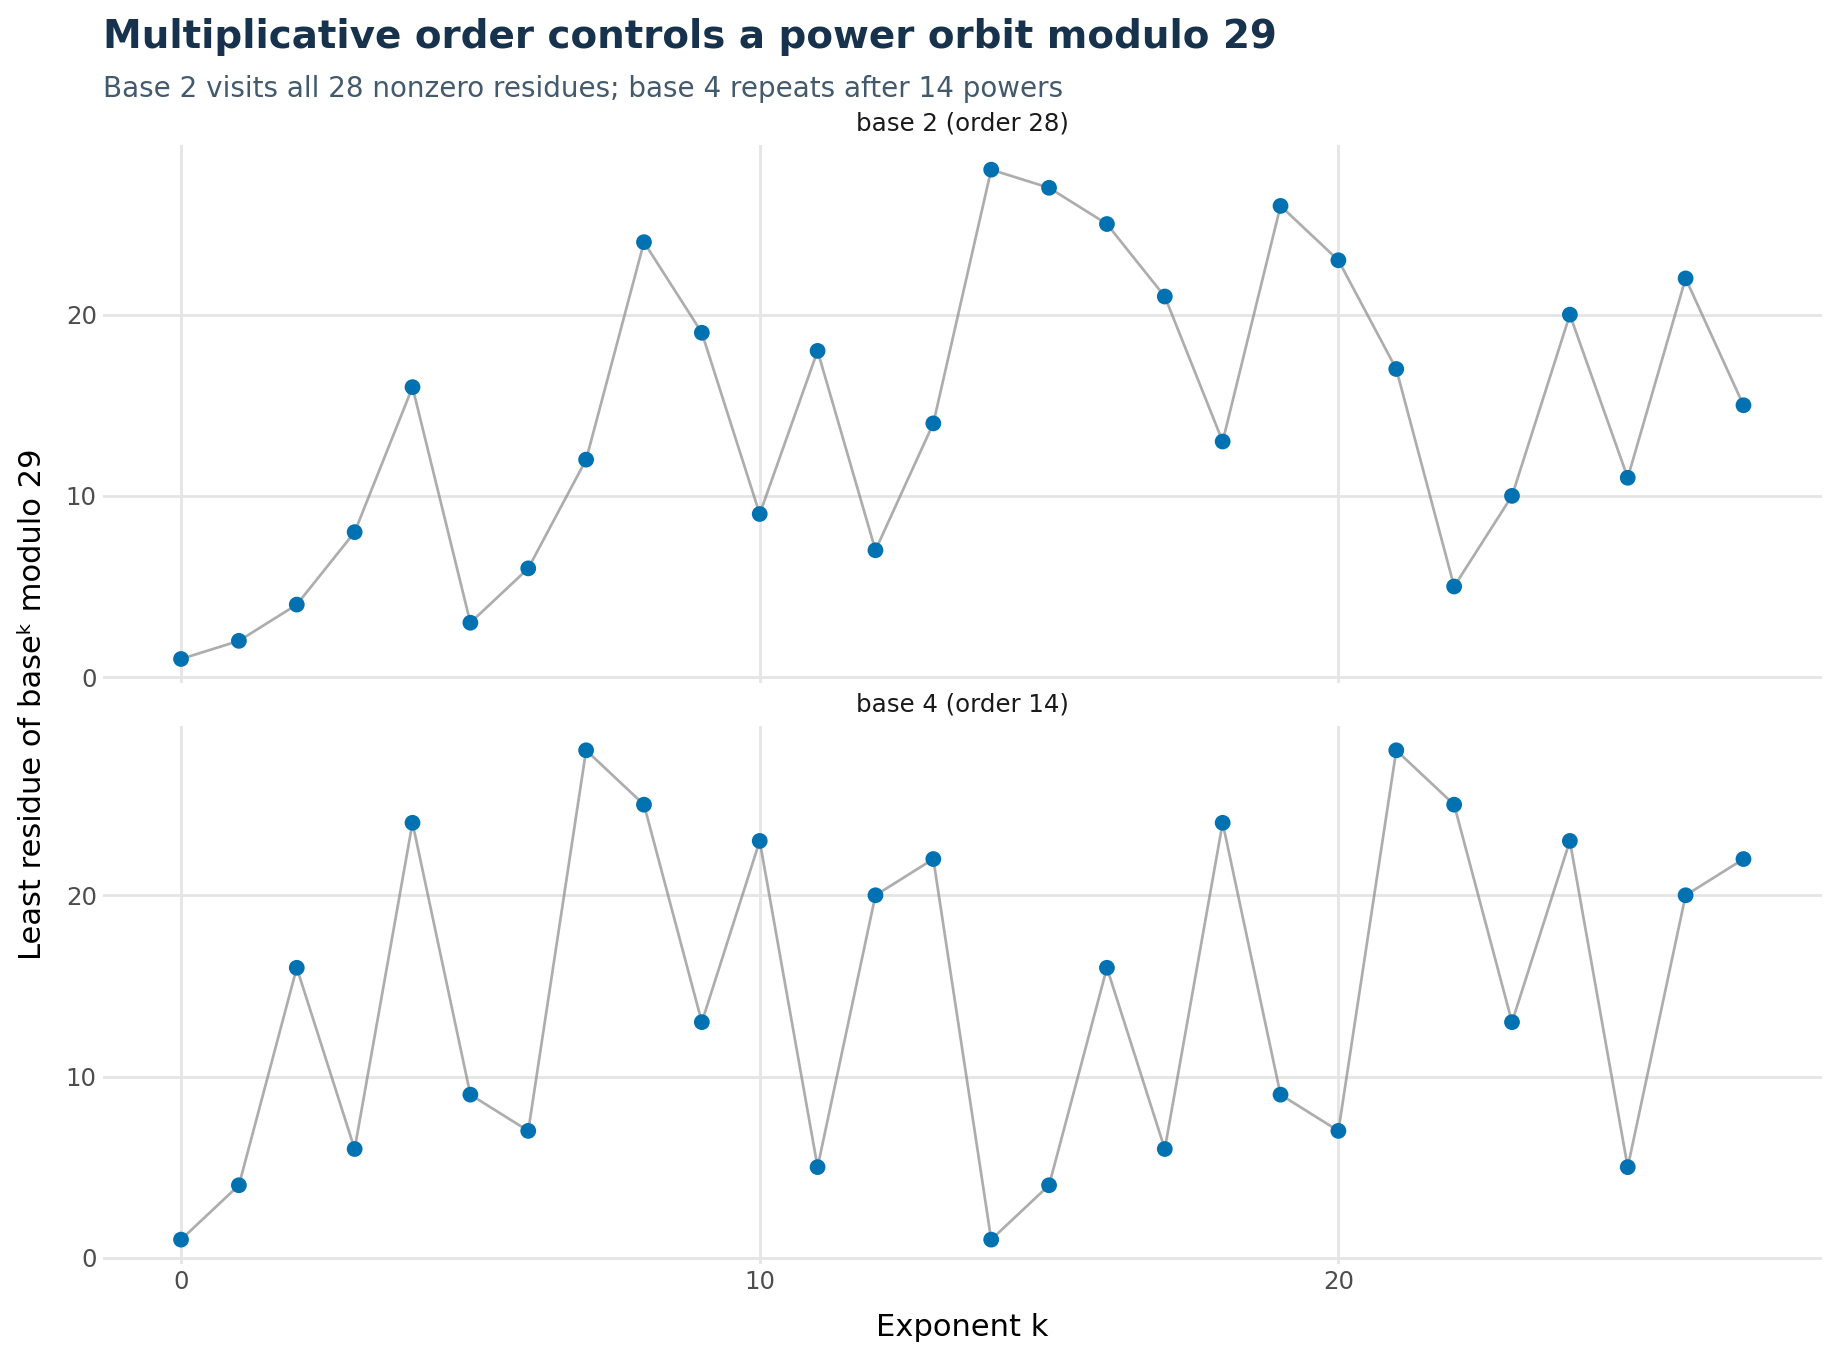 Multiplicative order controls a power orbit modulo 29
Base 2 visits all 28 nonzero residues; base 4 repeats after 14 powers
base 2 (order 28)
20
10
0
base 4 (order 14)
20
10
0
0 10 20
Exponent k
Least residue of baseᵏ modulo 29